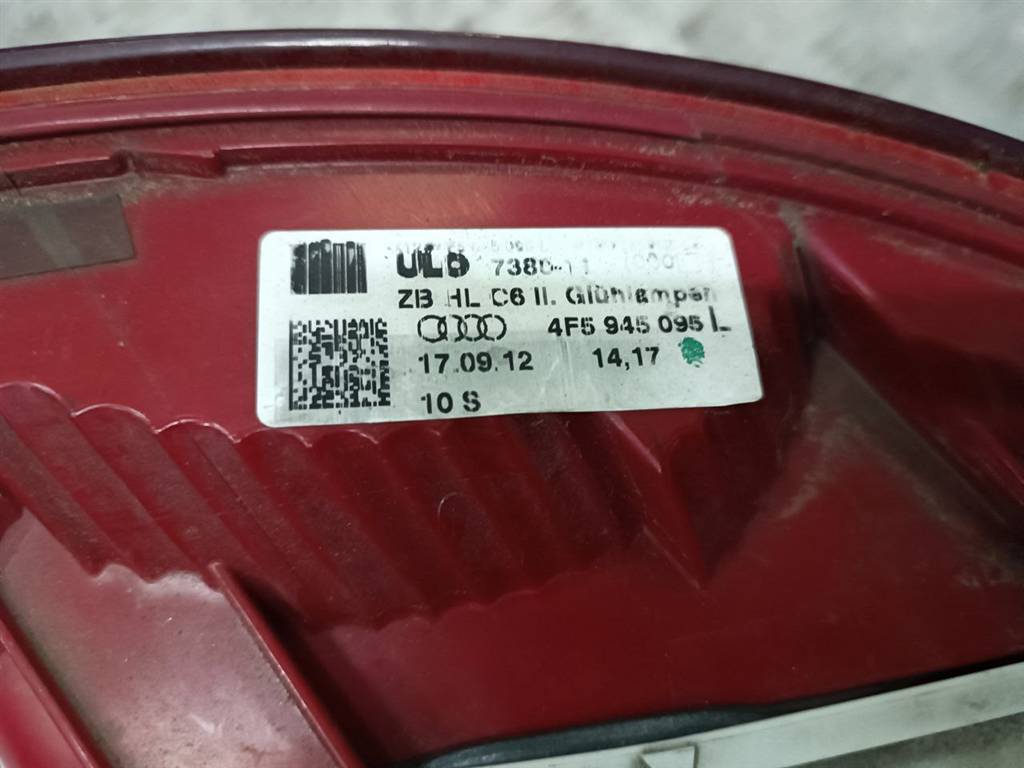 ULO 7380-11
ZB HL C6 II. Glühlampen
4F5 945 095 L
17.09.12 14,17
10 S